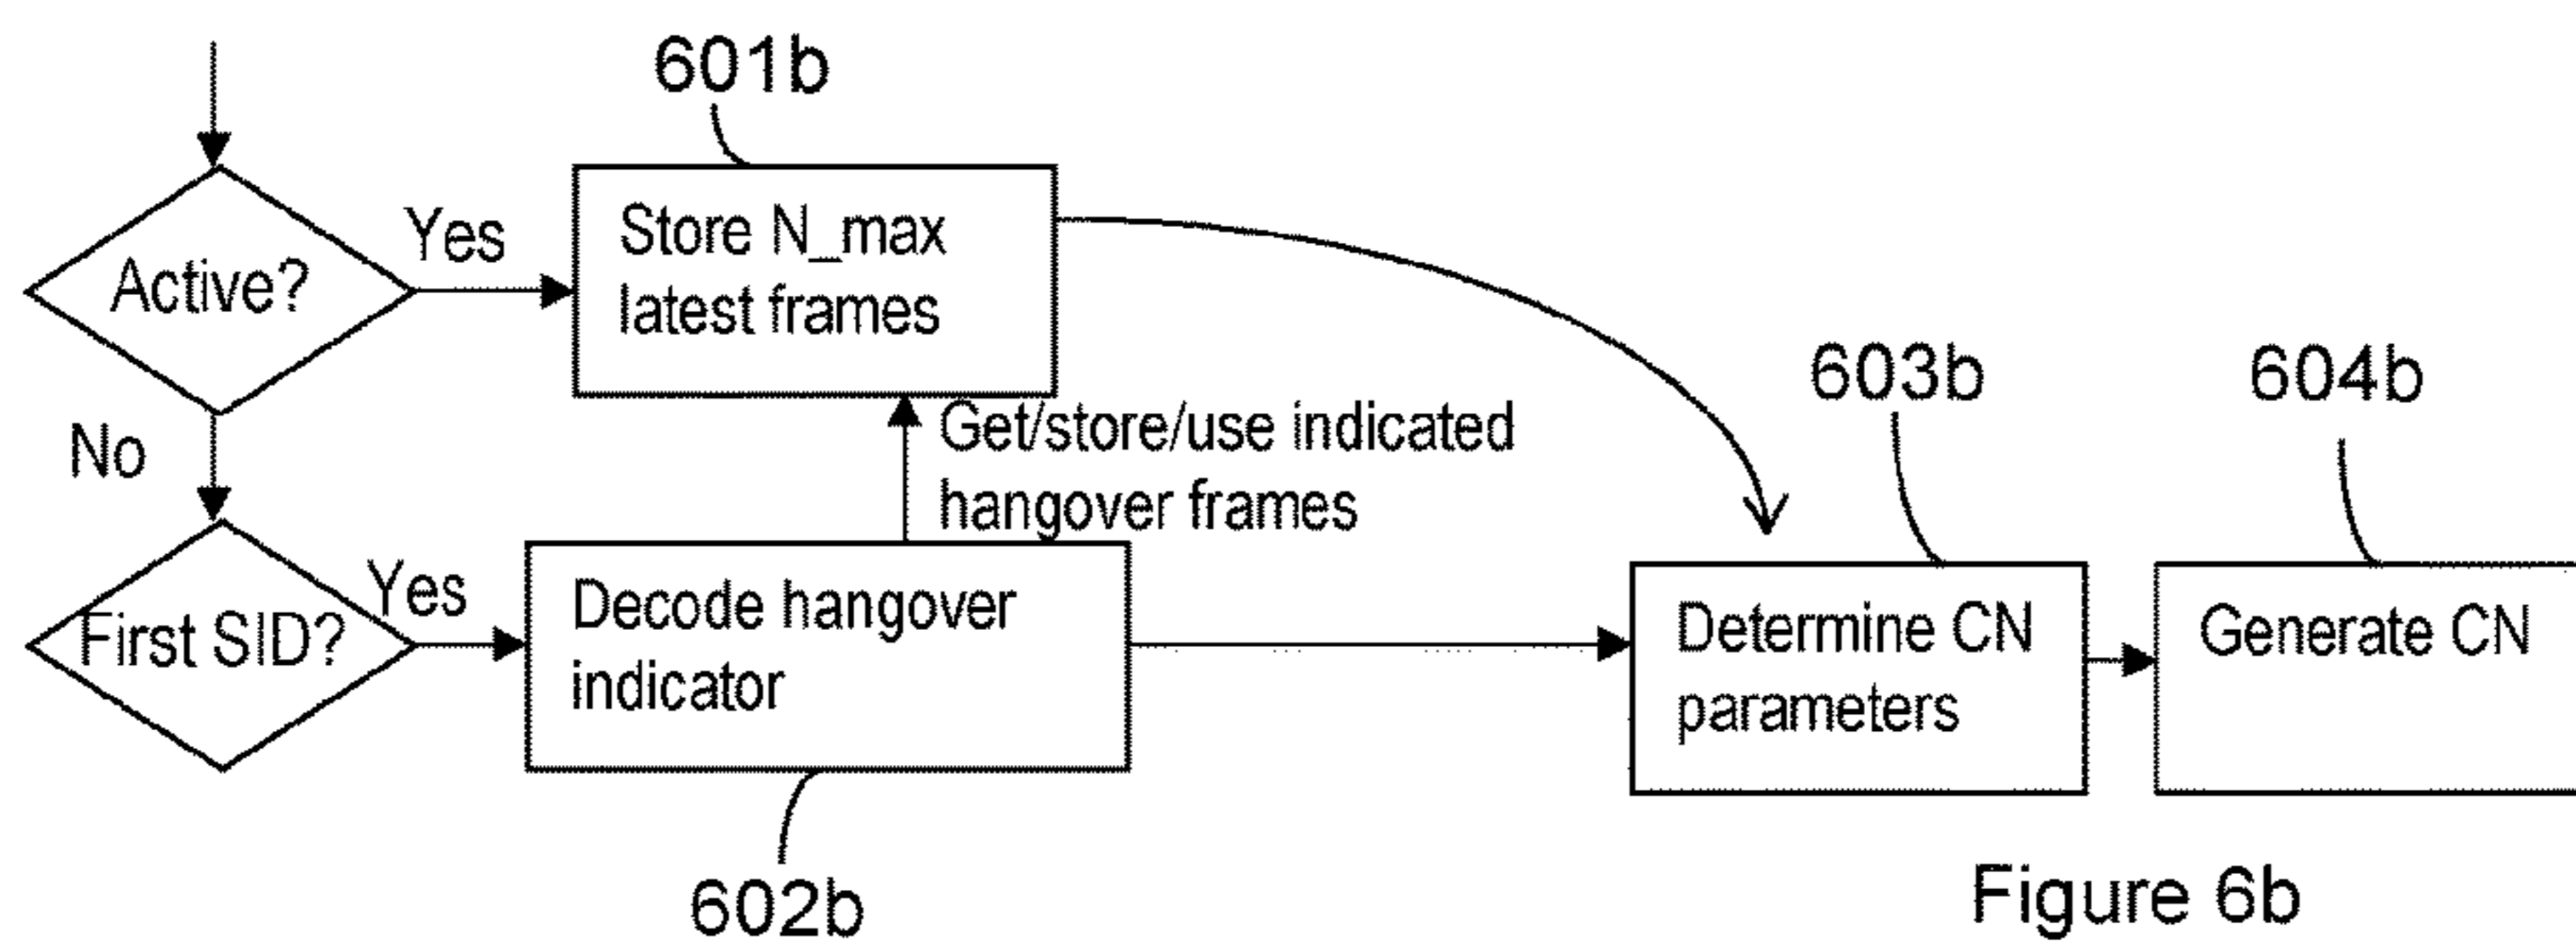 601b
Store N_max
latest frames
Yes
Active?
603b
604b
No
Get/store/use indicated
hangover frames
Yes
First SID?
Decode hangover
indicator
Determine CN
parameters
Generate CN
602b
Figure 6b